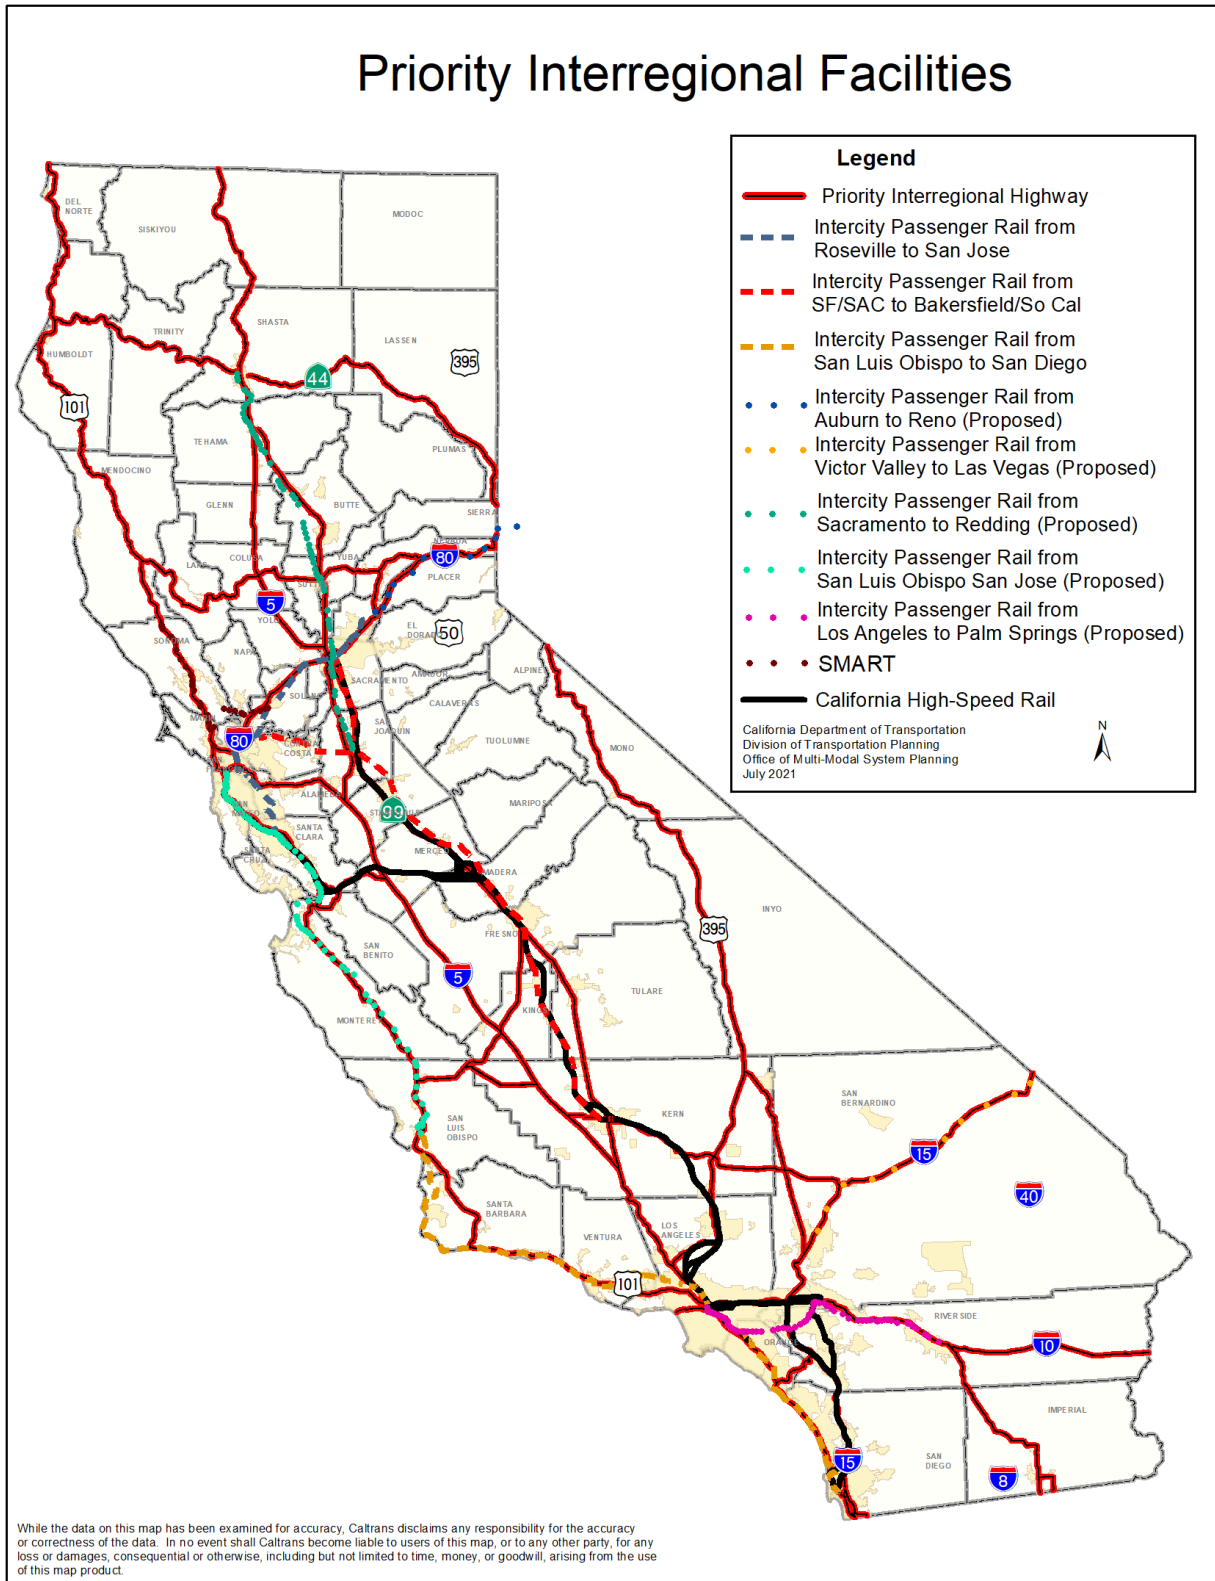 Priority Interregional Facilities
Legend
Priority Interregional Highway
Intercity Passenger Rail from
Roseville to San Jose
Intercity Passenger Rail from
SF/SAC to Bakersfield/So Cal
Intercity Passenger Rail from
San Luis Obispo to San Diego
Intercity Passenger Rail from
Auburn to Reno (Proposed)
Intercity Passenger Rail from
Victor Valley to Las Vegas (Proposed)
Intercity Passenger Rail from
Sacramento to Redding (Proposed)
Intercity Passenger Rail from
San Luis Obispo San Jose (Proposed)
Intercity Passenger Rail from
Los Angeles to Palm Springs (Proposed)
SMART
California High-Speed Rail
California Department of Transportation
Division of Transportation Planning
Office of Multi-Modal System Planning
July 2021
N
DEL
NORTE
SISKIYOU
MODOC
TRINITY
SHASTA
LASSEN
HUMBOLDT
395
44
101
TEHAMA
PLUMAS
MENDOCINO
GLENN
BUTTE
SIERRA
COLUSA
YUBA
NEVADA
80
PLACER
LAKE
5
YOLO
EL
DORADO
50
SONOMA
NAPA
SACRAMENTO
AMADOR
ALPINE
SOLANO
CALAVERAS
MARIN
SAN
JOAQUIN
TUOLUMNE
MONO
80
CONTRA
COSTA
ALAMEDA
99
MARIPOSA
SAN
MATEO
SANTA
CLARA
SANTA
CRUZ
MERCED
MADERA
INYO
395
FRESNO
SAN
BENITO
5
TULARE
KINGS
MONTEREY
SAN
LUIS
OBISPO
KERN
SAN
BERNARDINO
15
40
SANTA
BARBARA
VENTURA
LOS
ANGELES
101
RIVERSIDE
ORANGE
10
IMPERIAL
SAN
DIEGO
15
8
While the data on this map has been examined for accuracy, Caltrans disclaims any responsibility for the accuracy
or correctness of the data. In no event shall Caltrans become liable to users of this map, or to any other party, for any
loss or damages, consequential or otherwise, including but not limited to time, money, or goodwill, arising from the use
of this map product.